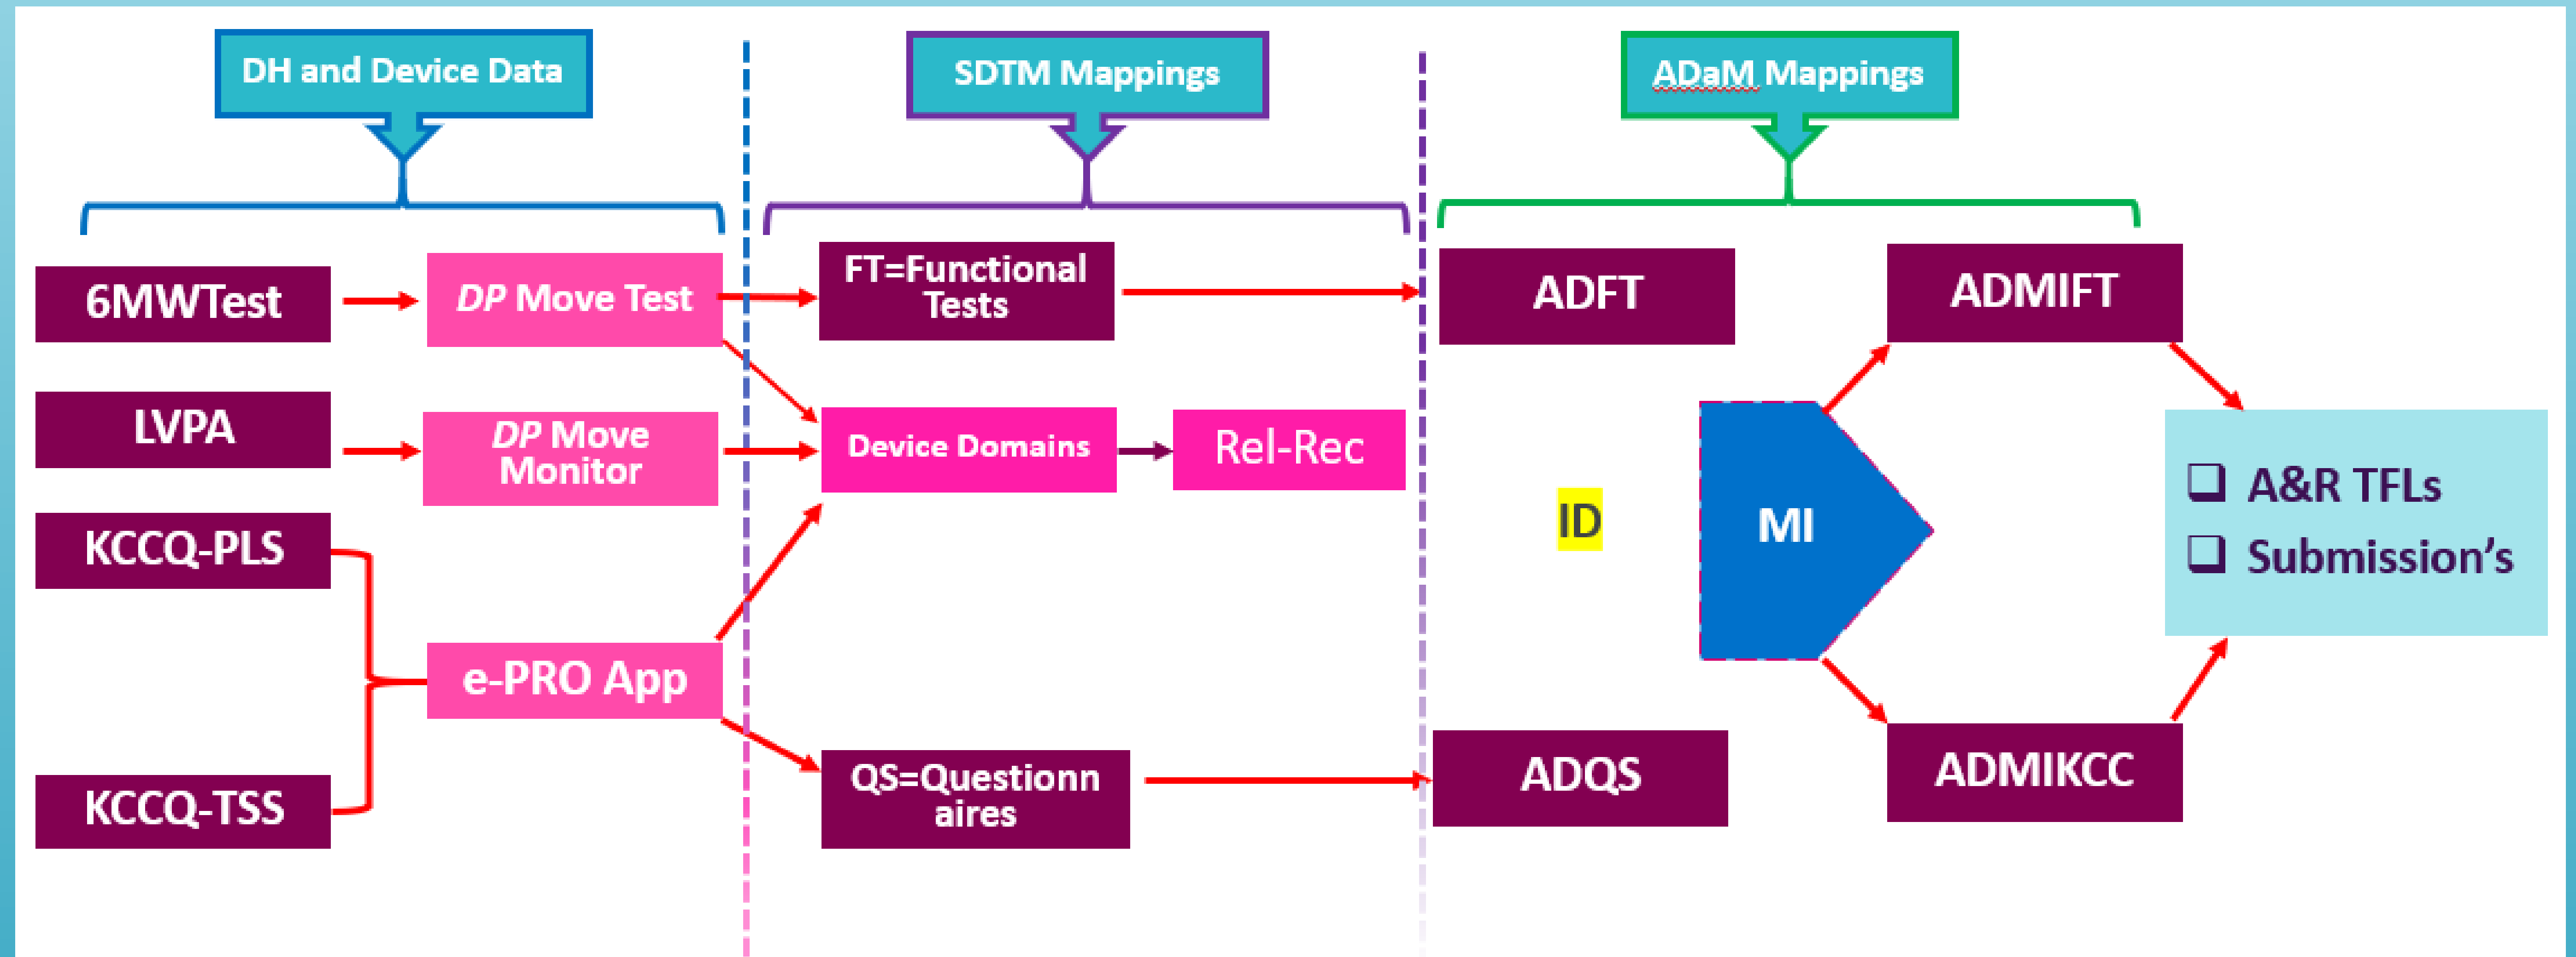 DH and Device Data
SDTM Mappings
ADaM Mappings
6MWTest
DP Move Test
FT=Functional
Tests
ADFT
ADMIFT
LVPA
DP Move
Monitor
Device Domains
Rel-Rec
A&R TFLs
Submission's
ID
MI
KCCQ-PLS
e-PRO App
KCCQ-TSS
QS=Questionn
aires
ADQS
ADMIKCC